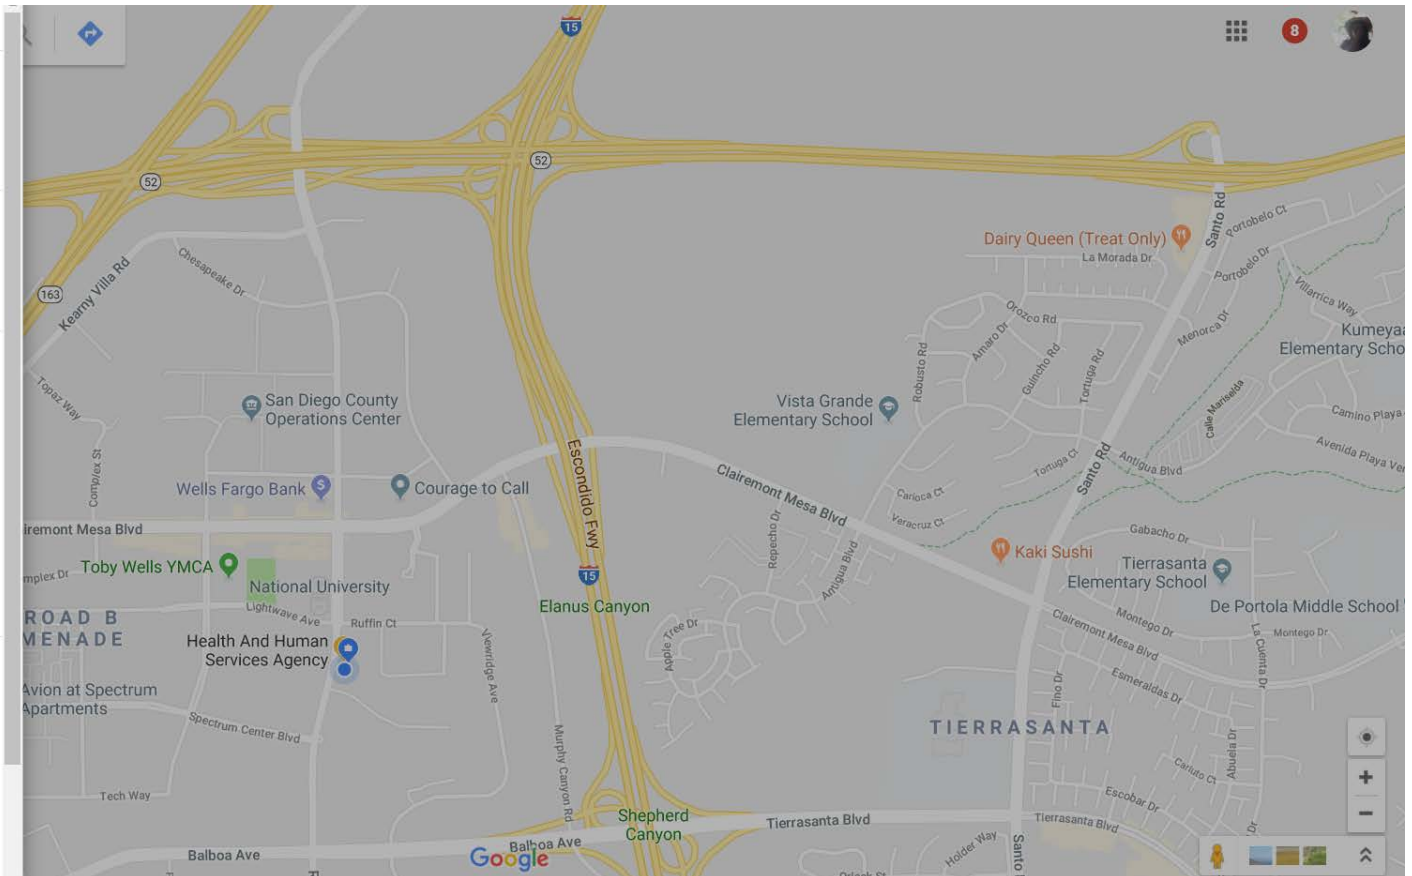 15
8
52
52
Santo Rd
Portobelo Ct
Dairy Queen (Treat Only)
La Morada Dr
Portobelo Dr
Kearny Villa Rd
Chesapeake Dr
163
Villarrica Way
Orozco Rd
Menorca Dr
Amaro Dr
Kumeyaa
Elementary Scho
Robusto Rd
Guincho Rd
Tortuga Rd
Topaz Way
San Diego County
Operations Center
Vista Grande
Elementary School
Calle Mariselda
Camino Playa
Avenida Playa Ver
Escondido Fwy
Complex St
Santo Rd
Antigua Blvd
Tortuga Ct
Wells Fargo Bank
Courage to Call
Clairemont Mesa Blvd
Carioca Ct
Veracruz Ct
iremont Mesa Blvd
Repecho Dr
Gabacho Dr
Kaki Sushi
Toby Wells YMCA
mplex Dr
National University
15
Antigua Blvd
Tierrasanta
Elementary School
Elanus Canyon
De Portola Middle School
ROAD B
MENADE
Lightwave Ave
Ruffin Ct
Apple Tree Dr
Montego Dr
Montego Dr
Clairemont Mesa Blvd
La Cuenta Dr
Health And Human
Services Agency
Viewridge Ave
Esmeraldas Dr
Fino Dr
Avion at Spectrum
Apartments
Spectrum Center Blvd
TIERRASANTA
Murphy Canyon Rd
Abuela Dr
Carluto Ct
Tech Way
Escobar Dr
Shepherd
Canyon
Tierrasanta Blvd
Tierrasanta Blvd
Balboa Ave
Balboa Ave
Google
Holder Way
Santo
Dr